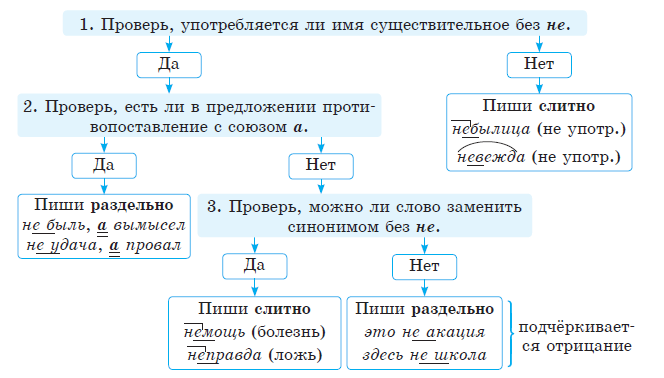 1. Проверь, употребляется ли имя существительное без не.
Да
Нет
2. Проверь, есть ли в предложении проти-
вопоставление с союзом а.
Пиши слитно
небылица (не употр.)
невежда (не употр.)
Да
Нет
Пиши раздельно
не быль, а вымысел
не удача, а провал
3. Проверь, можно ли слово заменить
синонимом без не.
Да
Нет
Пиши слитно
немощь (болезнь)
неправда (ложь)
Пиши раздельно
это не акация
здесь не школа
подчёркивает-
ся отрицание